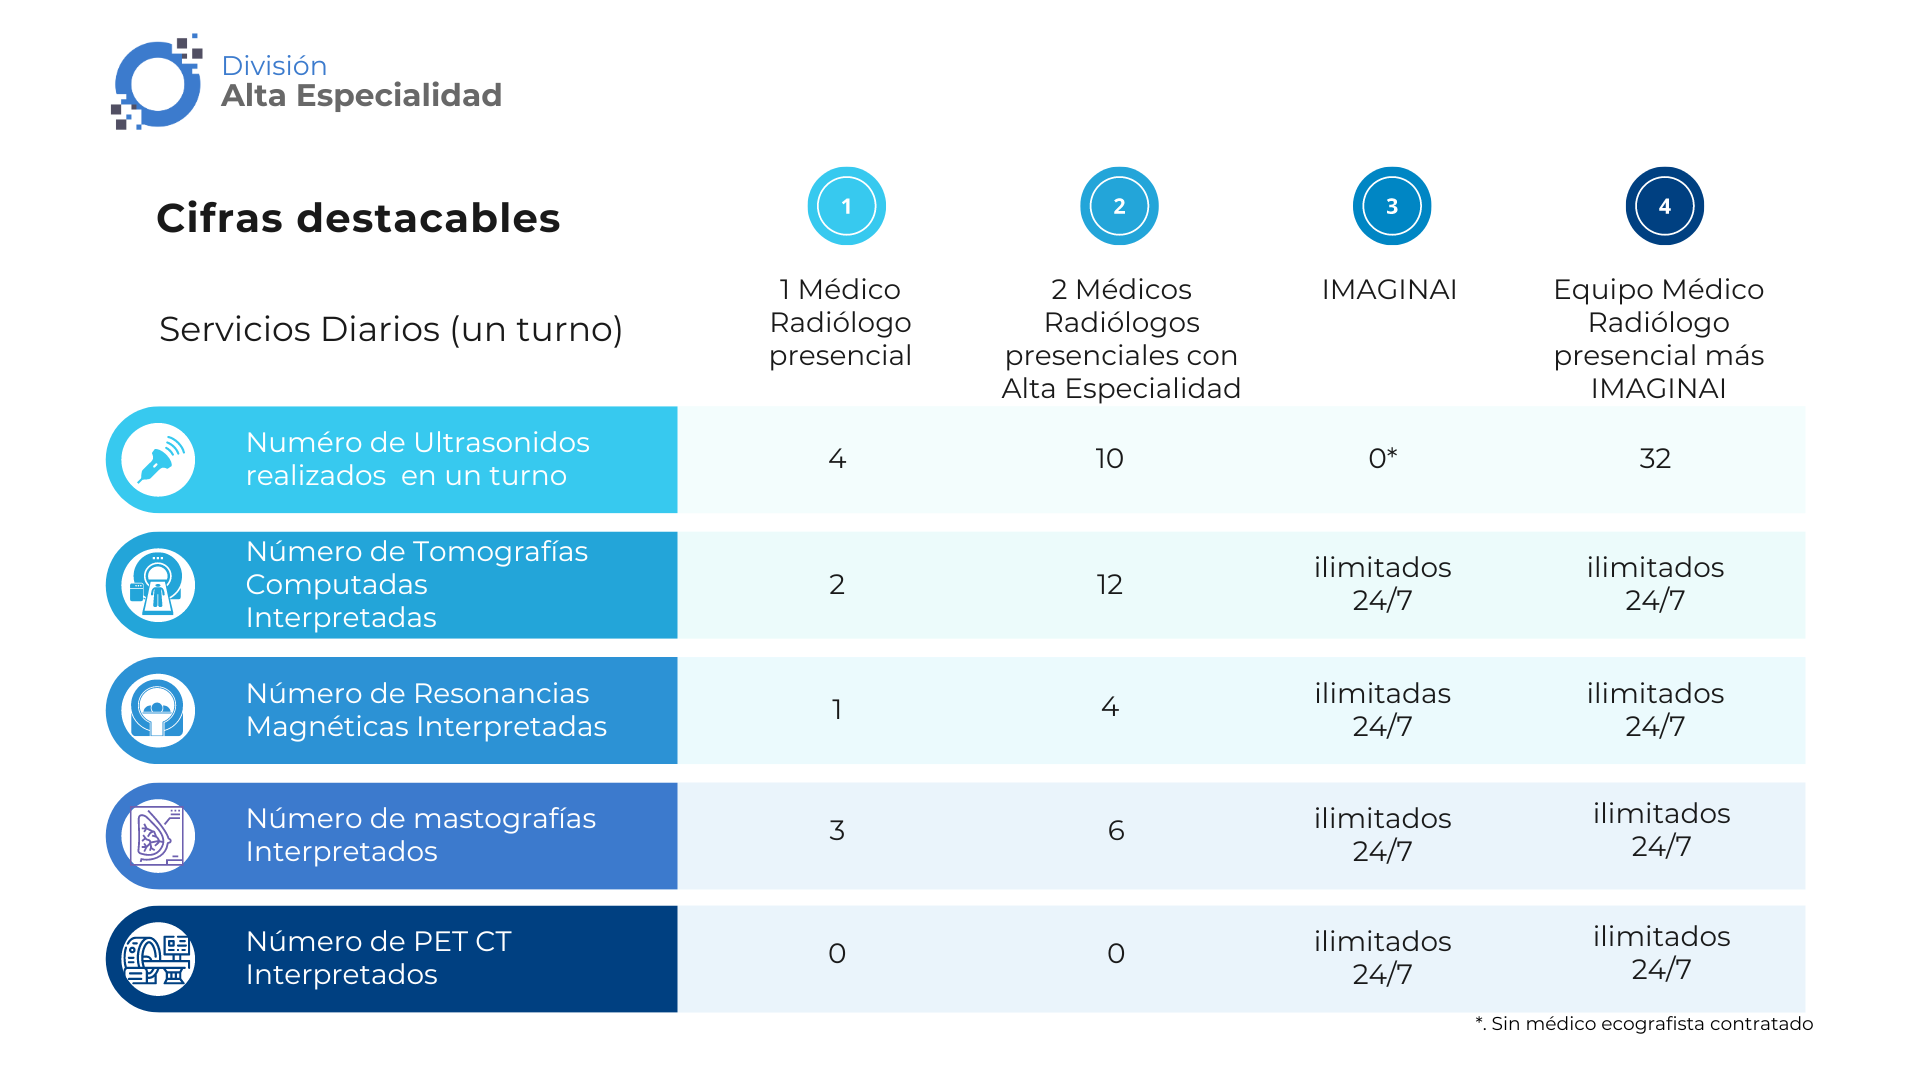 División
Alta Especialidad
Cifras destacables
Servicios Diarios (un turno)
1
1 Médico
Radiólogo
presencial
2
2 Médicos
Radiólogos
presenciales con
Alta Especialidad
3
IMAGINAI
4
Equipo Médico
Radiólogo
presencial más
IMAGINAI
Numéro de Ultrasonidos
realizados  en un turno
4
10
0*
32
Número de Tomografías
Computadas
Interpretadas
2
12
ilimitados
24/7
ilimitados
24/7
Número de Resonancias
Magnéticas Interpretadas
1
4
ilimitadas
24/7
ilimitados
24/7
Número de mastografías
Interpretados
3
6
ilimitados
24/7
ilimitados
24/7
Número de PET CT
Interpretados
0
0
ilimitados
24/7
ilimitados
24/7
*. Sin médico ecografista contratado